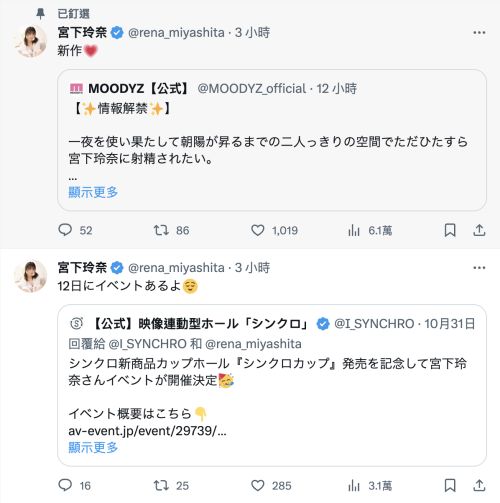 已釘選
宮下玲奈 @rena_miyashita · 3 小時
新作💗
MOODYZ【公式】 @MOODYZ_official · 12 小時
【✨情報解禁✨】
一夜を使い果たして朝陽が昇るまでの二人っきりの空間でただひたすら
宮下玲奈に射精されたい。
...
顯示更多
52 86 1,019 6.1萬
宮下玲奈 @rena_miyashita · 3 小時
12日にイベントあるよ😌
【公式】映像連動型ホール「シンクロ」 @I_SYNCHRO · 10月31日
回覆給 @I_SYNCHRO 和 @rena_miyashita
シンクロ新商品カップホール『シンクロカップ』発売を記念して宮下玲
奈さんイベントが開催決定🥳
イベント概要はこちら👇
av-event.jp/event/29739/...
顯示更多
16 25 285 3.1萬